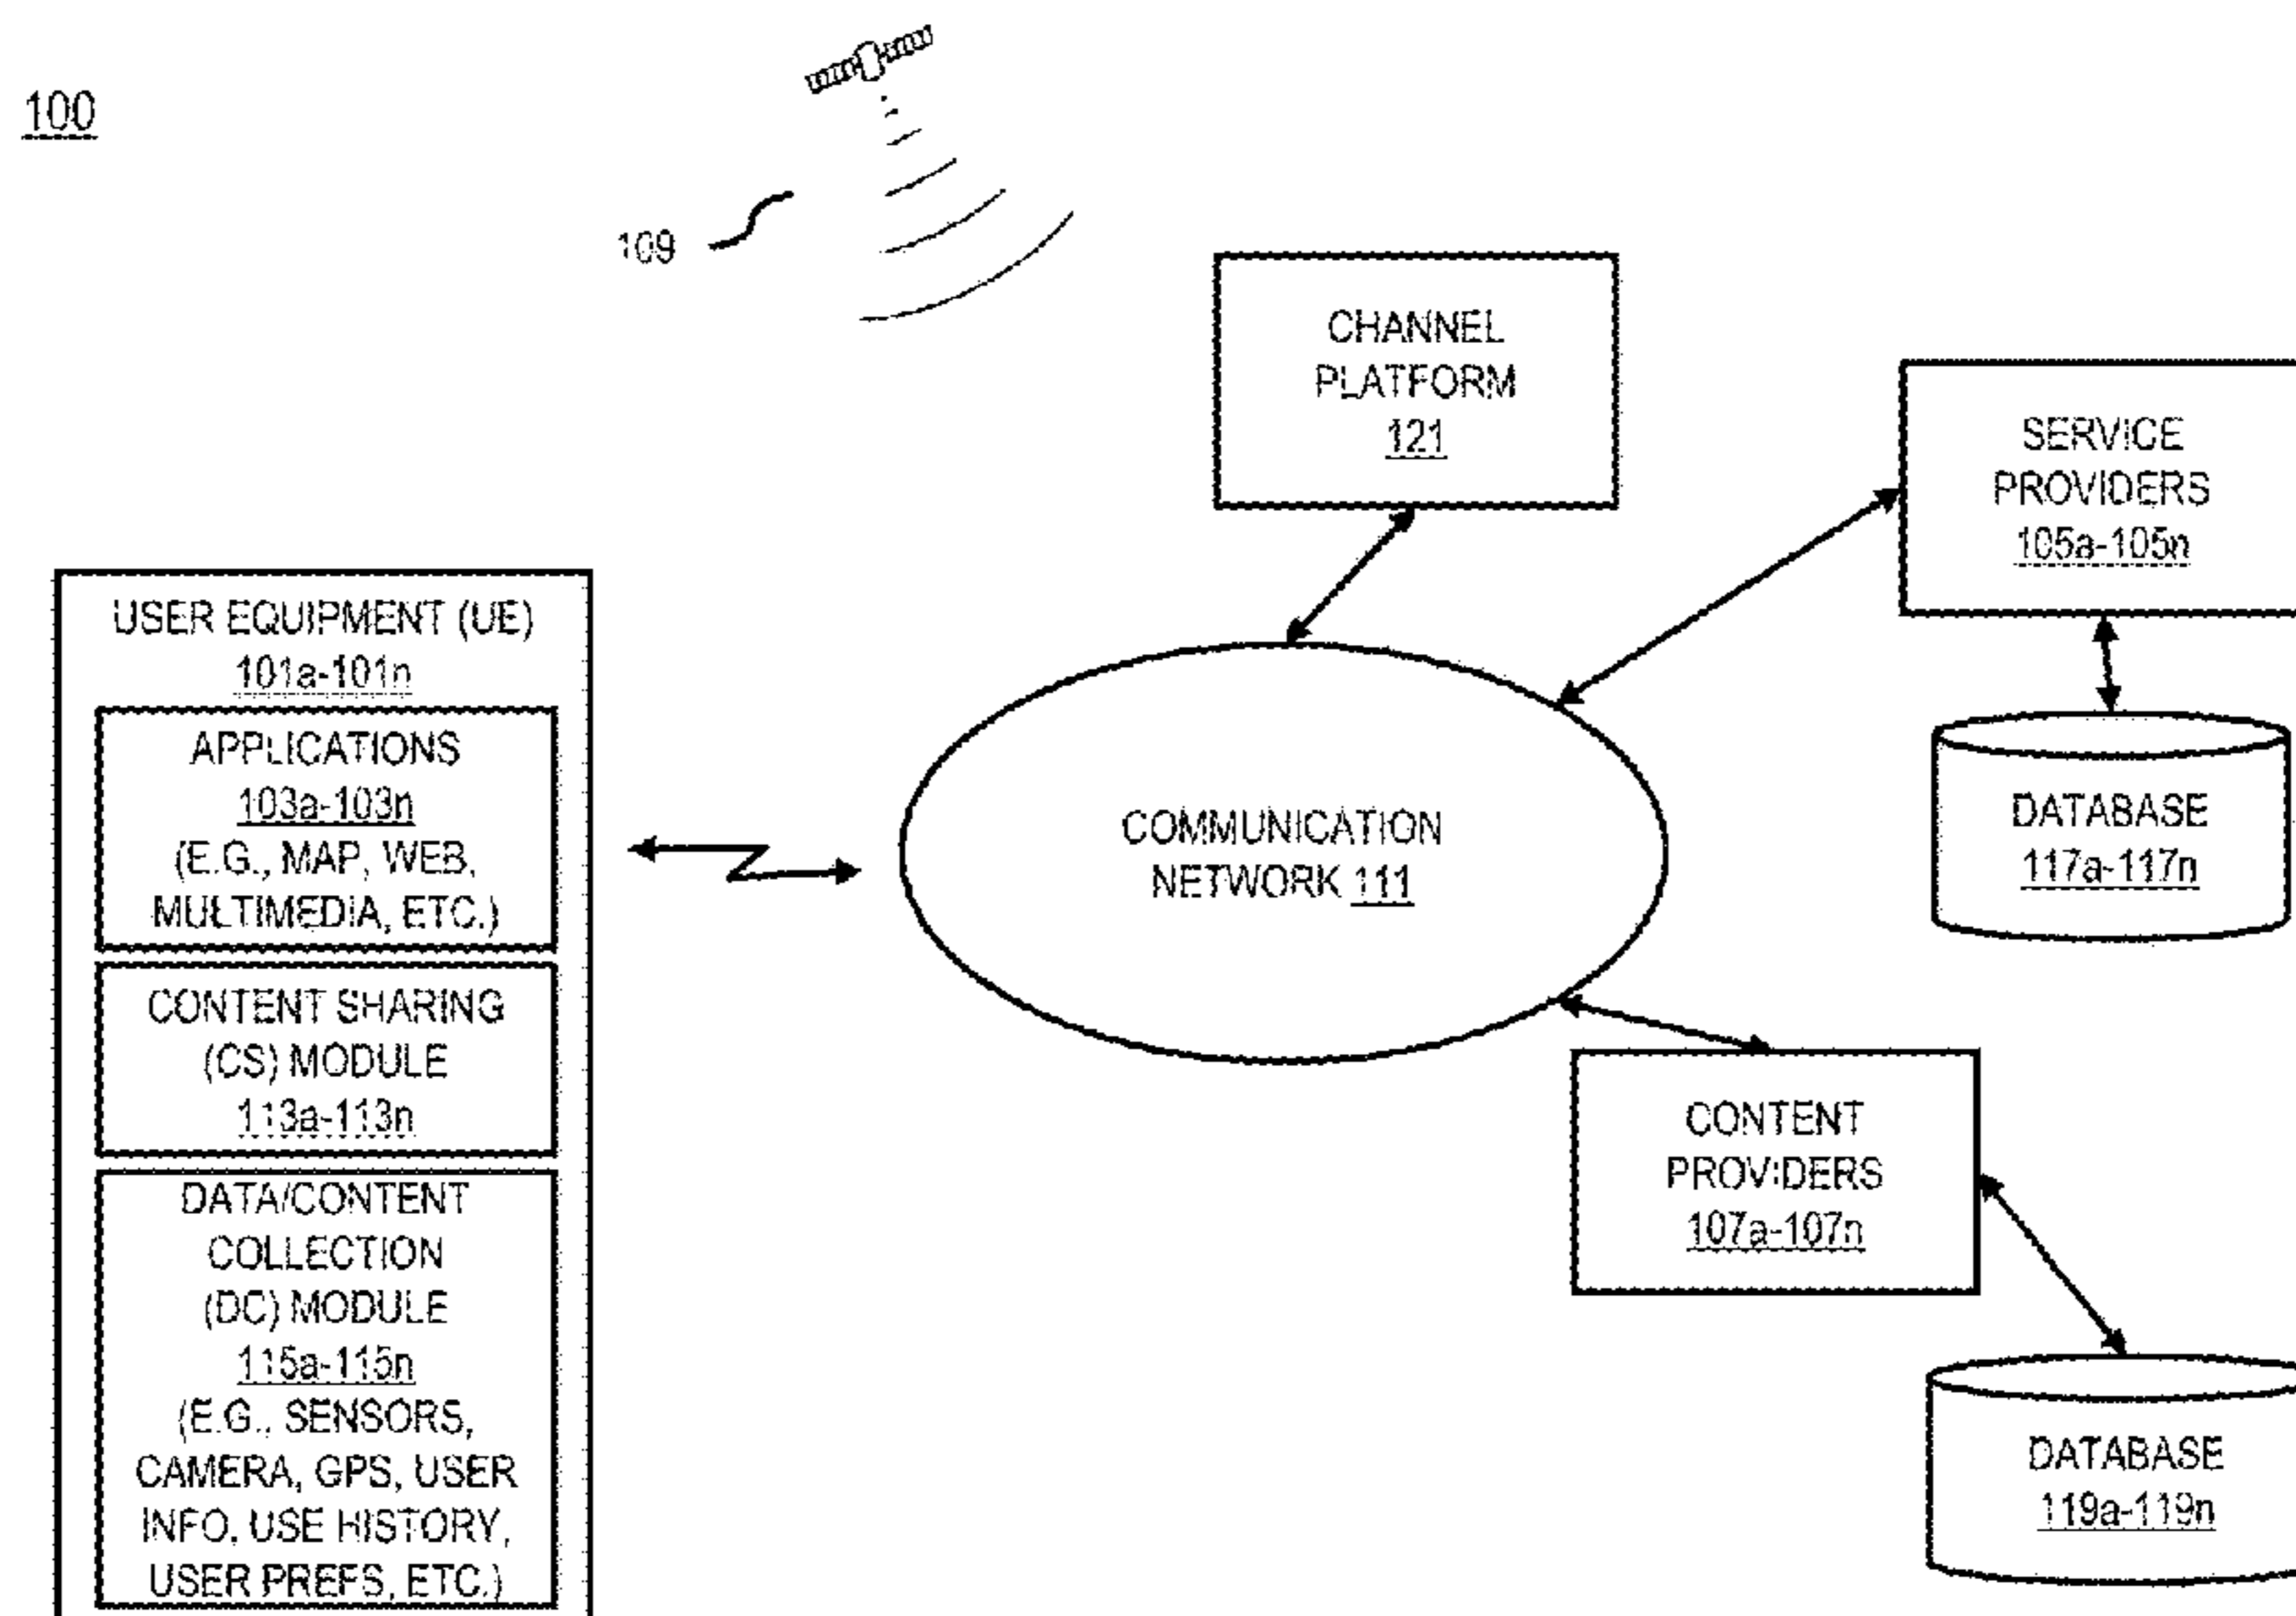 100
109
CHANNEL
PLATFORM
121
SERVICE
PROVIDERS
105a-105n
USER EQUIPMENT (UE)
101a-101n
APPLICATIONS
103a-103n
(E.G., MAP, WEB,
MULTIMEDIA, ETC.)
CONTENT SHARING
(CS) MODULE
113a-113n
DATA/CONTENT
COLLECTION
(DC) MODULE
115a-115n
(E.G., SENSORS,
CAMERA, GPS, USER
INFO, USE HISTORY,
USER PREFS, ETC.)
COMMUNICATION
NETWORK 111
DATABASE
117a-117n
CONTENT
PROVIDERS
107a-107n
DATABASE
119a-119n